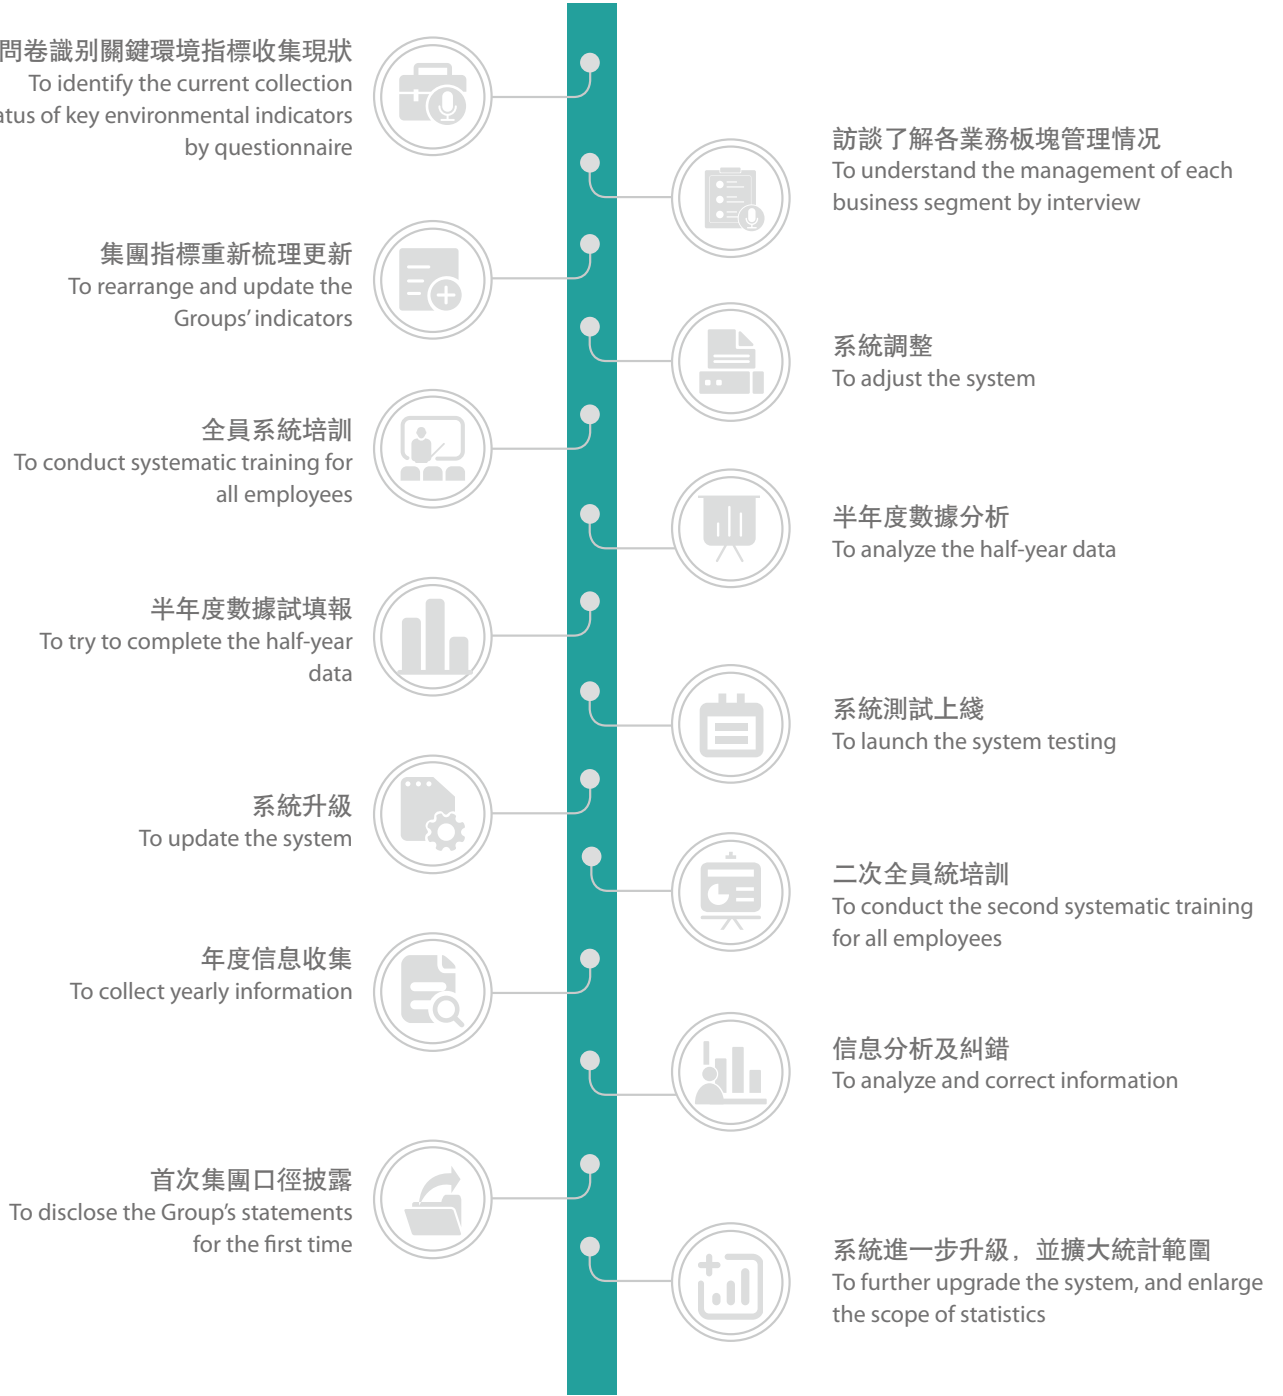 問卷識别關鍵環境指標收集現狀
To identify the current collection
status of key environmental indicators
by questionnaire
訪談了解各業務板塊管理情况
To understand the management of each
business segment by interview
集團指標重新梳理更新
To rearrange and update the
Groups' indicators
系統調整
To adjust the system
全員系統培訓
To conduct systematic training for
all employees
半年度數據分析
To analyze the half-year data
半年度數據試填報
To try to complete the half-year
data
系統測試上綫
To launch the system testing
系統升級
To update the system
二次全員統培訓
To conduct the second systematic training
for all employees
年度信息收集
To collect yearly information
信息分析及糾錯
To analyze and correct information
首次集團口徑披露
To disclose the Group's statements
for the first time
系統進一步升級，並擴大統計範圍
To further upgrade the system, and enlarge
the scope of statistics